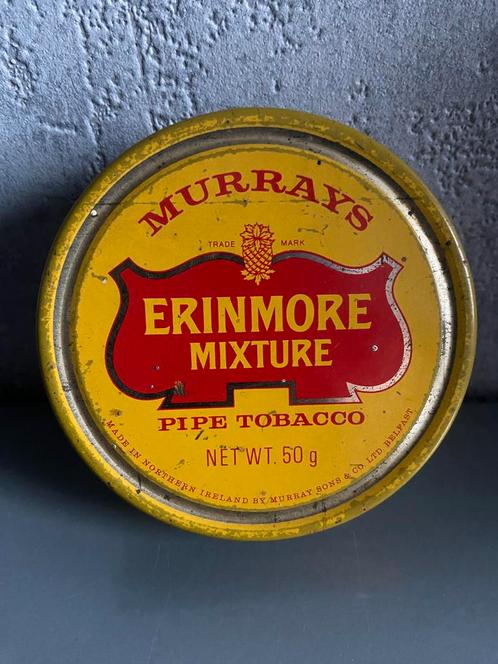 MURRAYS
TRADE MARK
ERINMORE
MIXTURE
PIPE TOBACCO
NET WT. 50 g
MADE IN NORTHERN IRELAND BY MURRAY SONS & CO. LTD BELFAST